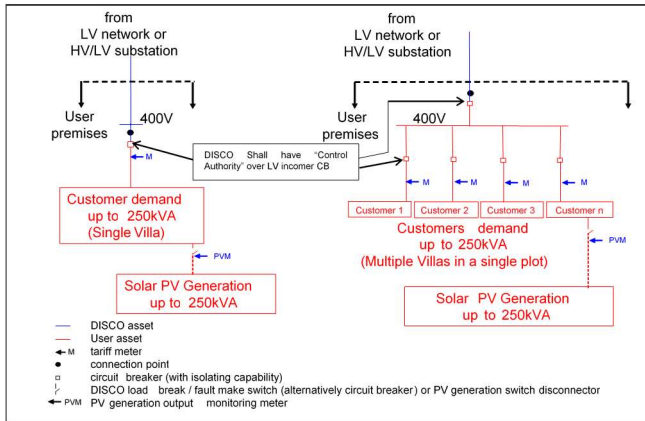 from
LV network or
HV/LV substation
User
premises
400V
M
Customer demand
up to 250kVA
(Single Villa)
PVM
Solar PV Generation
up to 250kVA
DISCO Shall have "Control
Authority" over LV incomer CB
from
LV network or
HV/LV substation
User
premises
400V
M
M
M
M
Customer 1
Customer 2
Customer 3
Customer n
Customers demand
up to 250kVA
(Multiple Villas in a single plot)
PVM
Solar PV Generation
up to 250kVA
DISCO asset
User asset
M tariff meter
connection point
circuit breaker (with isolating capability)
DISCO load break / fault make switch (alternatively circuit breaker) or PV generation switch disconnector
PVM PV generation output monitoring meter